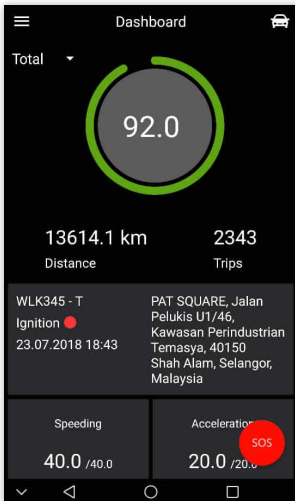 Dashboard
Total
92.0
13614.1 km 2343
Distance Trips
WLK345 - T
Ignition
23.07.2018 18:43
PAT SQUARE, Jalan
Pelukis U1/46,
Kawasan Perindustrian
Temasya, 40150
Shah Alam, Selangor,
Malaysia
Speeding
40.0 /40.0
Acceleration
20.0 /20.0
SOS